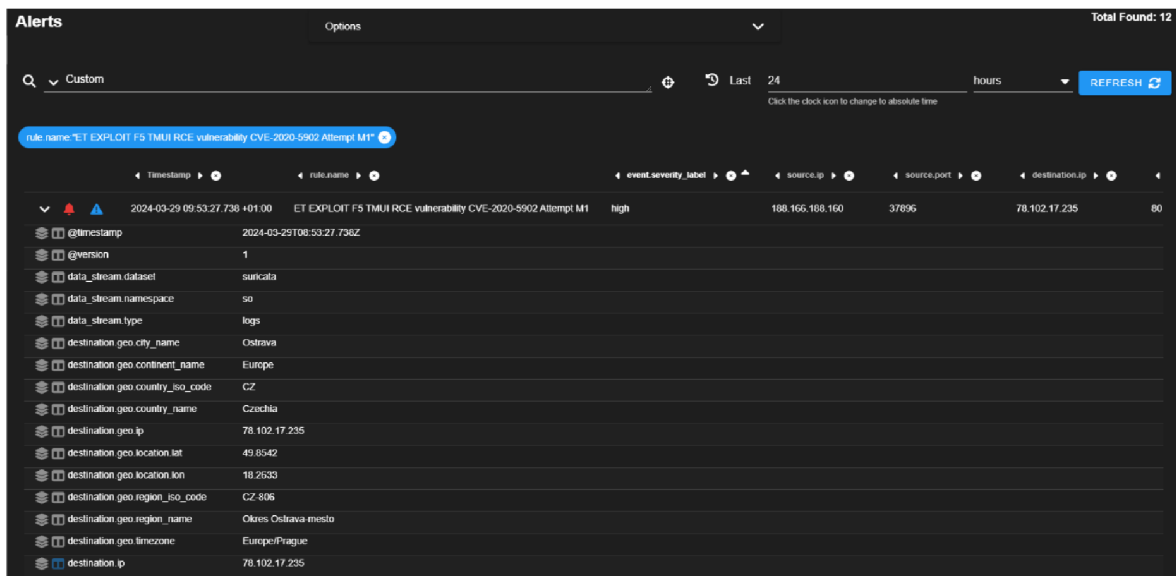 Alerts
Options
Total Found: 12
Custom
Last 24 hours
REFRESH
Click the clock icon to change to absolute time
rule.name:"ET EXPLOIT F5 TMUI RCE vulnerability CVE-2020-5902 Attempt M1"
Timestamp rule.name event.severity_label source.ip source.port destination.ip
2024-03-29 09:53:27.738 +01:00 ET EXPLOIT F5 TMUI RCE vulnerability CVE-2020-5902 Attempt M1 high 188.166.188.160 37896 78.102.17.235 80
@timestamp 2024-03-29T08:53:27.738Z
@version 1
data_stream.dataset suricata
data_stream.namespace so
data_stream.type logs
destination.geo.city_name Ostrava
destination.geo.continent_name Europe
destination.geo.country_iso_code CZ
destination.geo.country_name Czechia
destination.geo.ip 78.102.17.235
destination.geo.location.lat 49.8542
destination.geo.location.lon 18.2633
destination.geo.region_iso_code CZ-806
destination.geo.region_name Okres Ostrava-mesto
destination.geo.timezone Europe/Prague
destination.ip 78.102.17.235